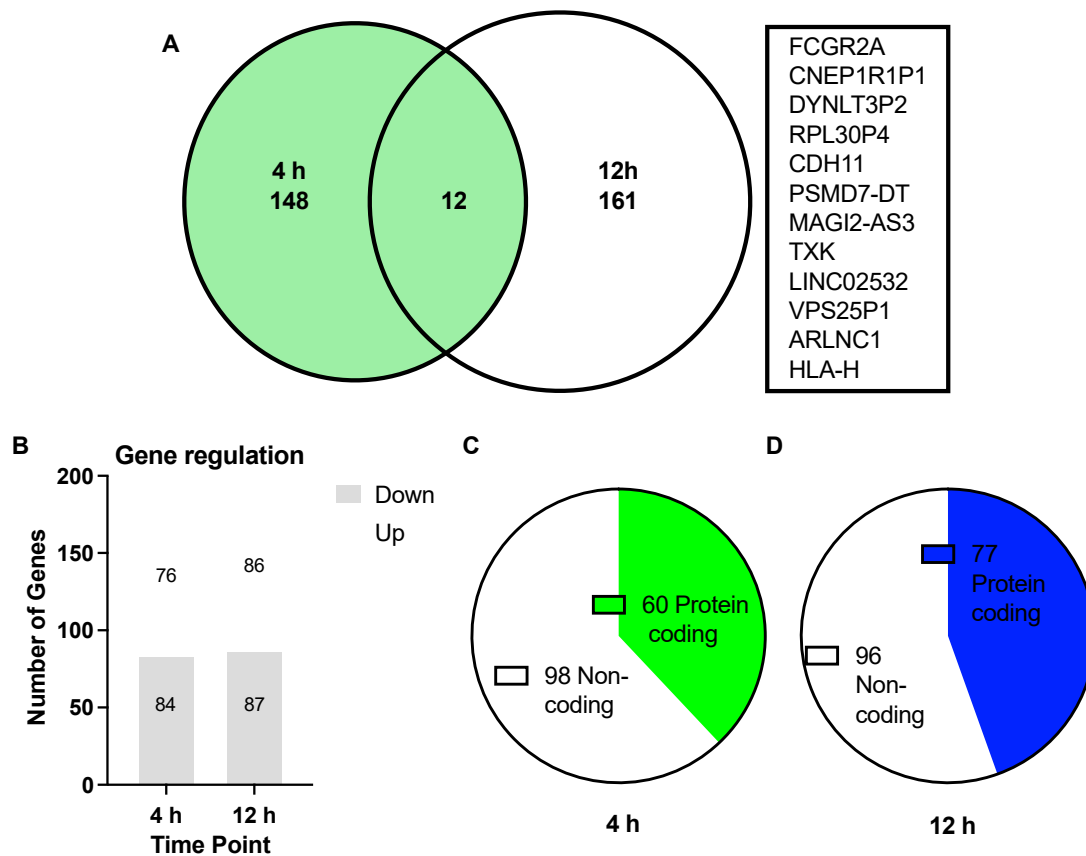 A
4 h
148
12
12h
161
FCGR2A
CNEP1R1P1
DYNLT3P2
RPL30P4
CDH11
PSMD7-DT
MAGI2-AS3
TXK
LINC02532
VPS25P1
ARLNC1
HLA-H
B
Gene regulation
Number of Genes
200
150
100
50
0
76
86
84
87
4 h
12 h
Time Point
Down
Up
C
60 Protein
coding
98 Non-
coding
4 h
D
77
Protein
coding
96
Non-
coding
12 h